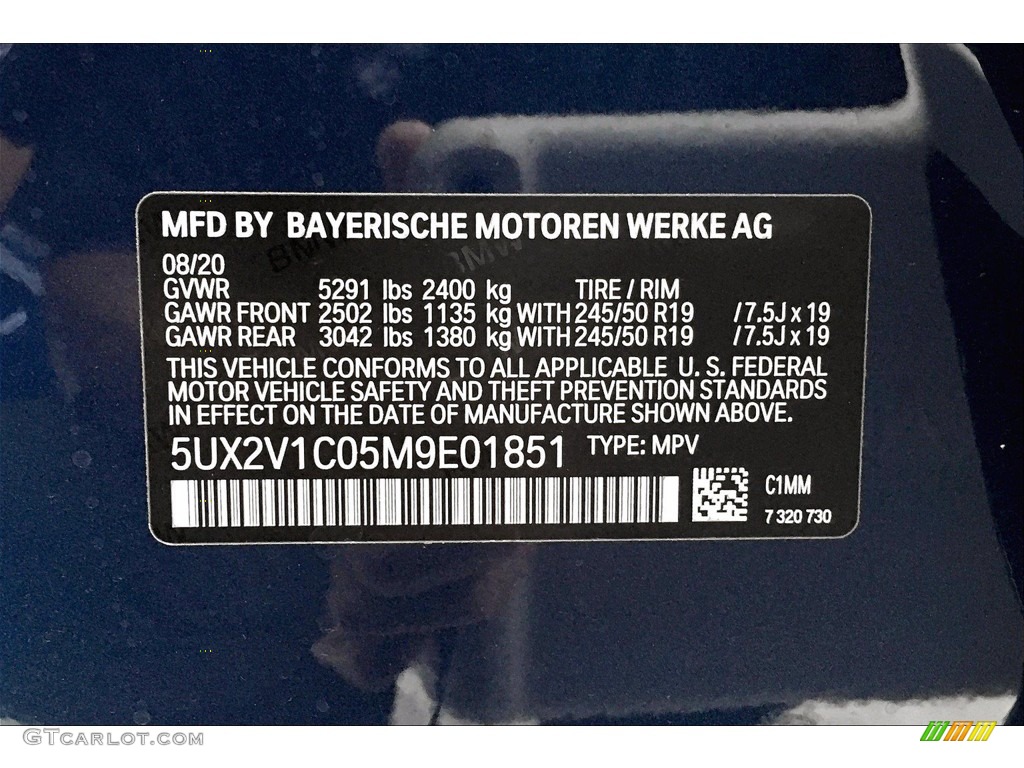 MFD BY BAYERISCHE MOTOREN WERKE AG
08/20
GVWR 5291 lbs 2400 kg TIRE / RIM
GAWR FRONT 2502 lbs 1135 kg WITH 245/50 R19 / 7.5J x 19
GAWR REAR 3042 lbs 1380 kg WITH 245/50 R19 / 7.5J x 19
THIS VEHICLE CONFORMS TO ALL APPLICABLE U. S. FEDERAL
MOTOR VEHICLE SAFETY AND THEFT PREVENTION STANDARDS
IN EFFECT ON THE DATE OF MANUFACTURE SHOWN ABOVE.
5UX2V1C05M9E01851 TYPE: MPV
C1MM
7 320 730
BMW BMW
GTcarlot.com